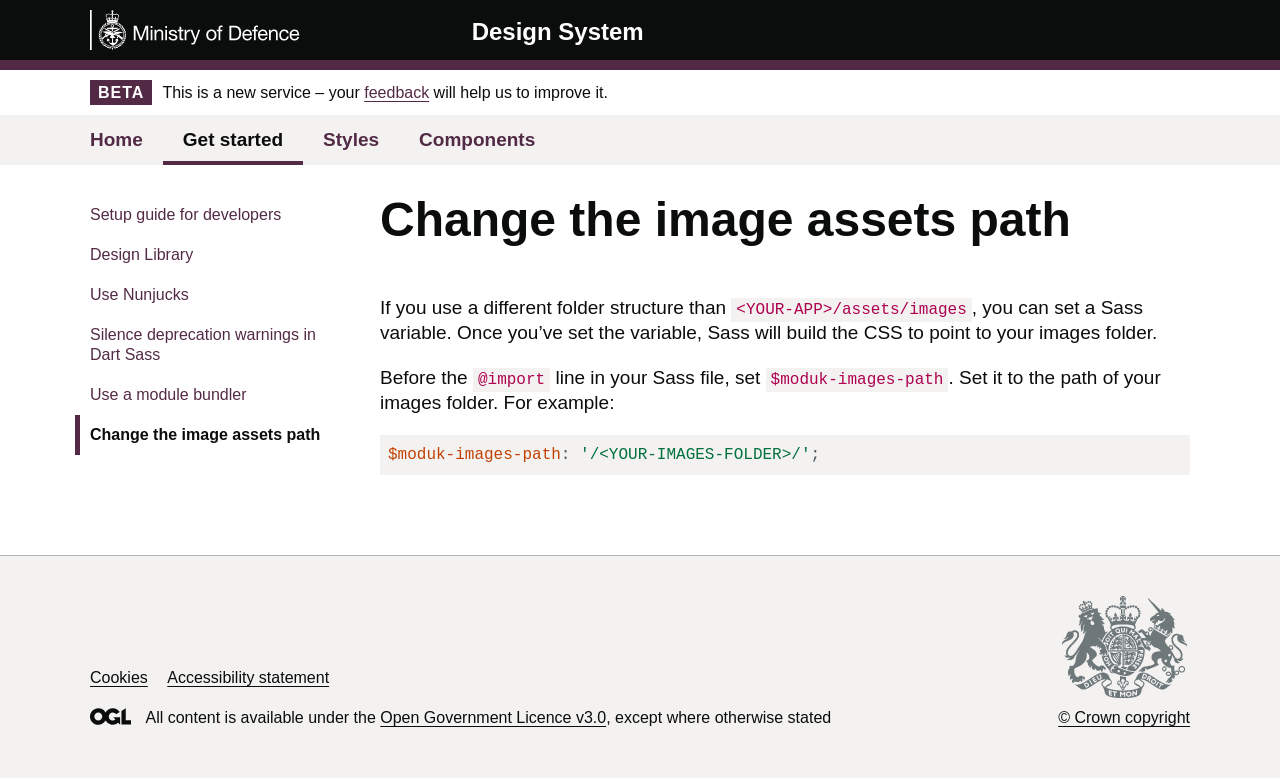 Ministry of Defence
Design System
BETA This is a new service – your feedback will help us to improve it.
Home Get started Styles Components
Setup guide for developers
Design Library
Use Nunjucks
Silence deprecation warnings in
Dart Sass
Use a module bundler
Change the image assets path
Change the image assets path
If you use a different folder structure than <YOUR-APP>/assets/images, you can set a Sass
variable. Once you’ve set the variable, Sass will build the CSS to point to your images folder.
Before the @import line in your Sass file, set $moduk-images-path. Set it to the path of your
images folder. For example:
$moduk-images-path: '/<YOUR-IMAGES-FOLDER>/';
Cookies Accessibility statement
OGL All content is available under the Open Government Licence v3.0, except where otherwise stated
DIEU ET MON DROIT
© Crown copyright